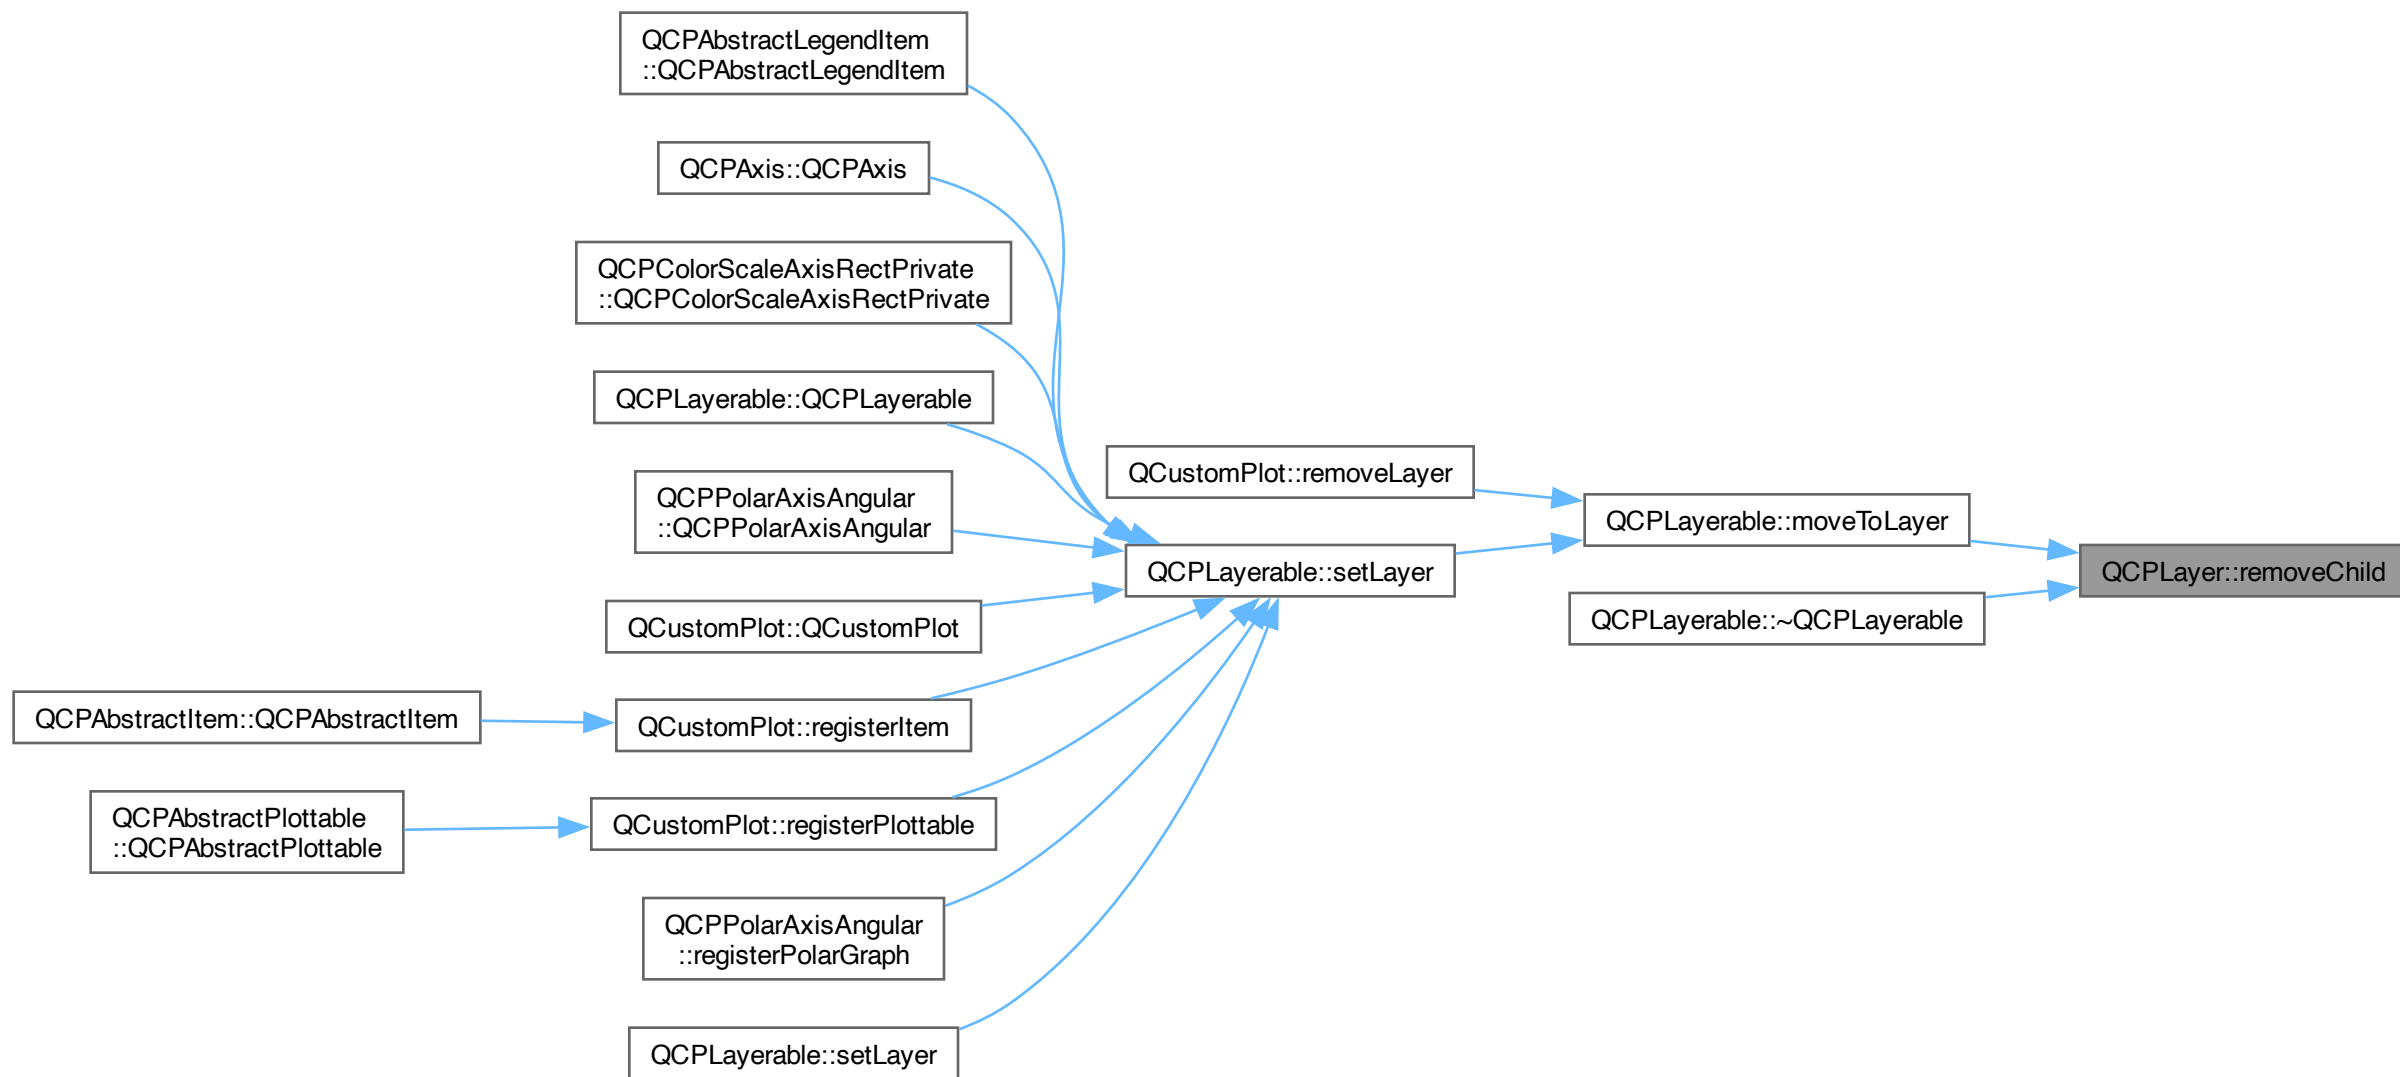 QCPAbstractLegendItem
::QCPAbstractLegendItem
QCPAxis::QCPAxis
QCPColorScaleAxisRectPrivate
::QCPColorScaleAxisRectPrivate
QCPLayerable::QCPLayerable
QCustomPlot::removeLayer
QCPPolarAxisAngular
::QCPPolarAxisAngular
QCPLayerable::moveToLayer
QCPLayerable::setLayer
QCPLayer::removeChild
QCustomPlot::QCustomPlot
QCPLayerable::~QCPLayerable
QCPAbstractItem::QCPAbstractItem
QCustomPlot::registerItem
QCPAbstractPlottable
::QCPAbstractPlottable
QCustomPlot::registerPlottable
QCPPolarAxisAngular
::registerPolarGraph
QCPLayerable::setLayer